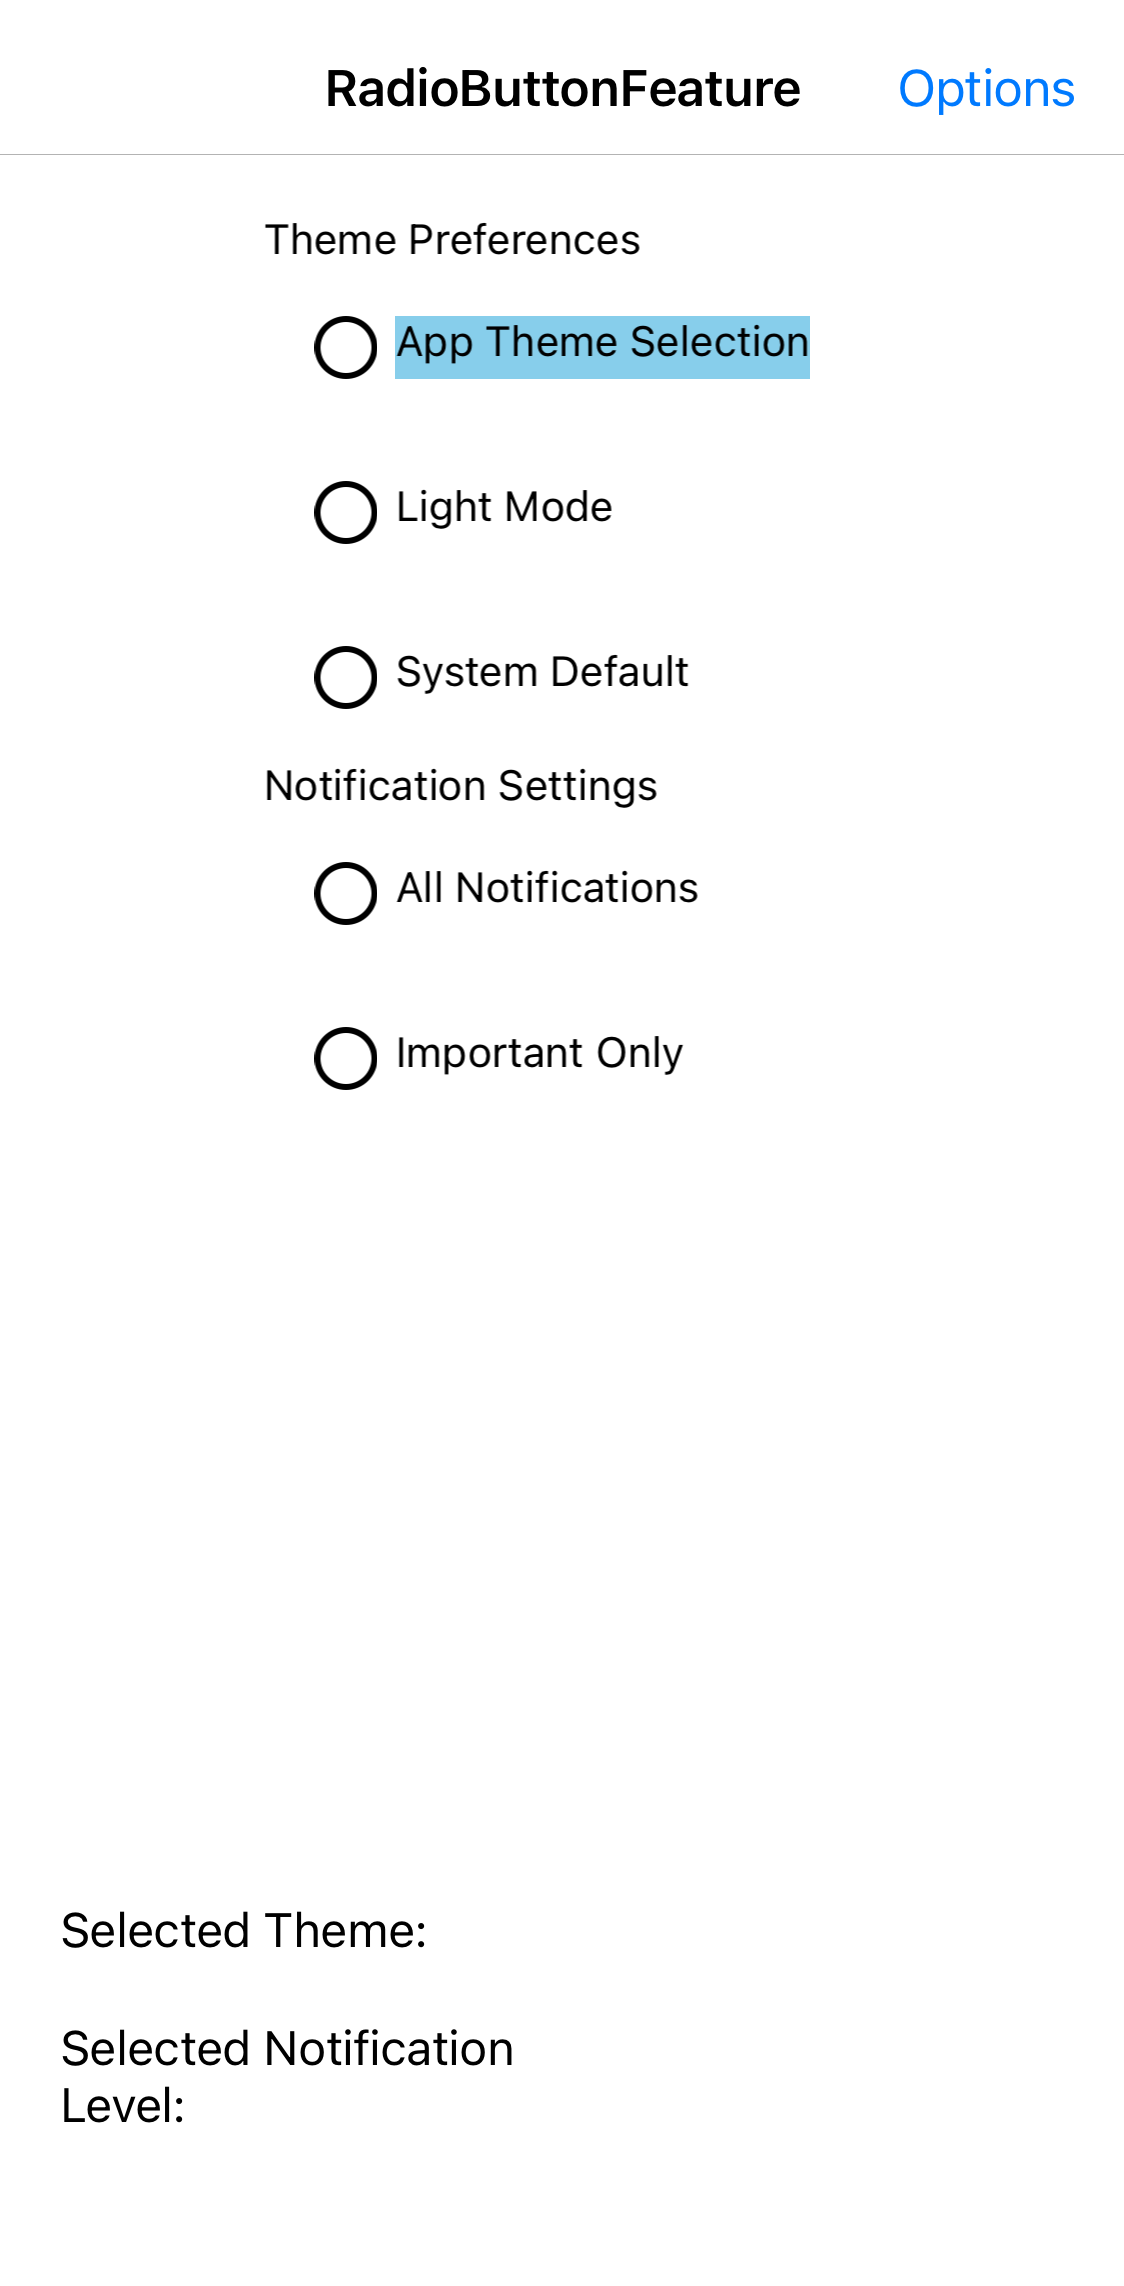 RadioButtonFeature
Options
Theme Preferences
App Theme Selection
Light Mode
System Default
Notification Settings
All Notifications
Important Only
Selected Theme:
Selected Notification
Level: